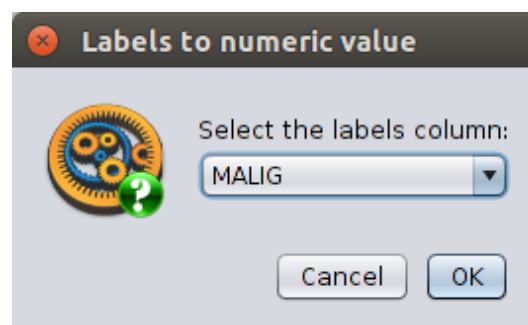 Labels to numeric value
Select the labels column:
MALIG
Cancel OK